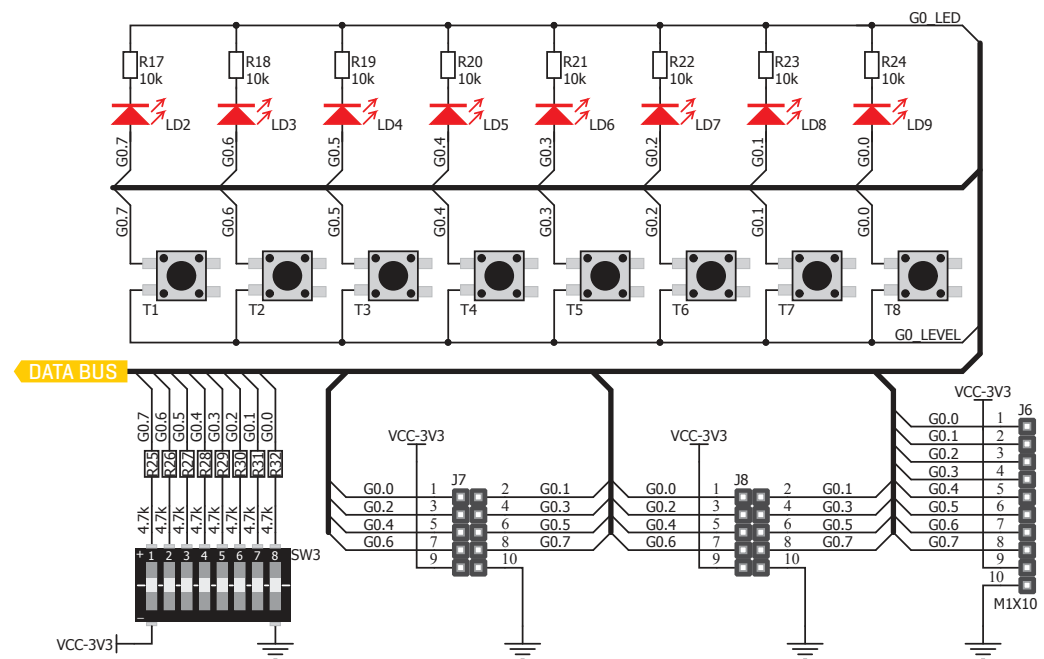 G0_LED
R17 R18 R19 R20 R21 R22 R23 R24
10k 10k 10k 10k 10k 10k 10k 10k
LD2 LD3 LD4 LD5 LD6 LD7 LD8 LD9
G0.7 G0.6 G0.5 G0.4 G0.3 G0.2 G0.1 G0.0
G0.7 G0.6 G0.5 G0.4 G0.3 G0.2 G0.1 G0.0
T1 T2 T3 T4 T5 T6 T7 T8
G0_LEVEL
DATA BUS
G0.7 G0.6 G0.5 G0.4 G0.3 G0.2 G0.1 G0.0
R25 R26 R27 R28 R29 R30 R31 R32
4.7k 4.7k 4.7k 4.7k 4.7k 4.7k 4.7k 4.7k
+ 1 2 3 4 5 6 7 8 SW3
_
VCC-3V3
VCC-3V3
J7
G0.0 1 2 G0.1
G0.2 3 4 G0.3
G0.4 5 6 G0.5
G0.6 7 8 G0.7
9 10
VCC-3V3
J8
G0.0 1 2 G0.1
G0.2 3 4 G0.3
G0.4 5 6 G0.5
G0.6 7 8 G0.7
9 10
VCC-3V3
J6
G0.0 1
G0.1 2
G0.2 3
G0.3 4
G0.4 5
G0.5 6
G0.6 7
G0.7 8
9
10
M1X10